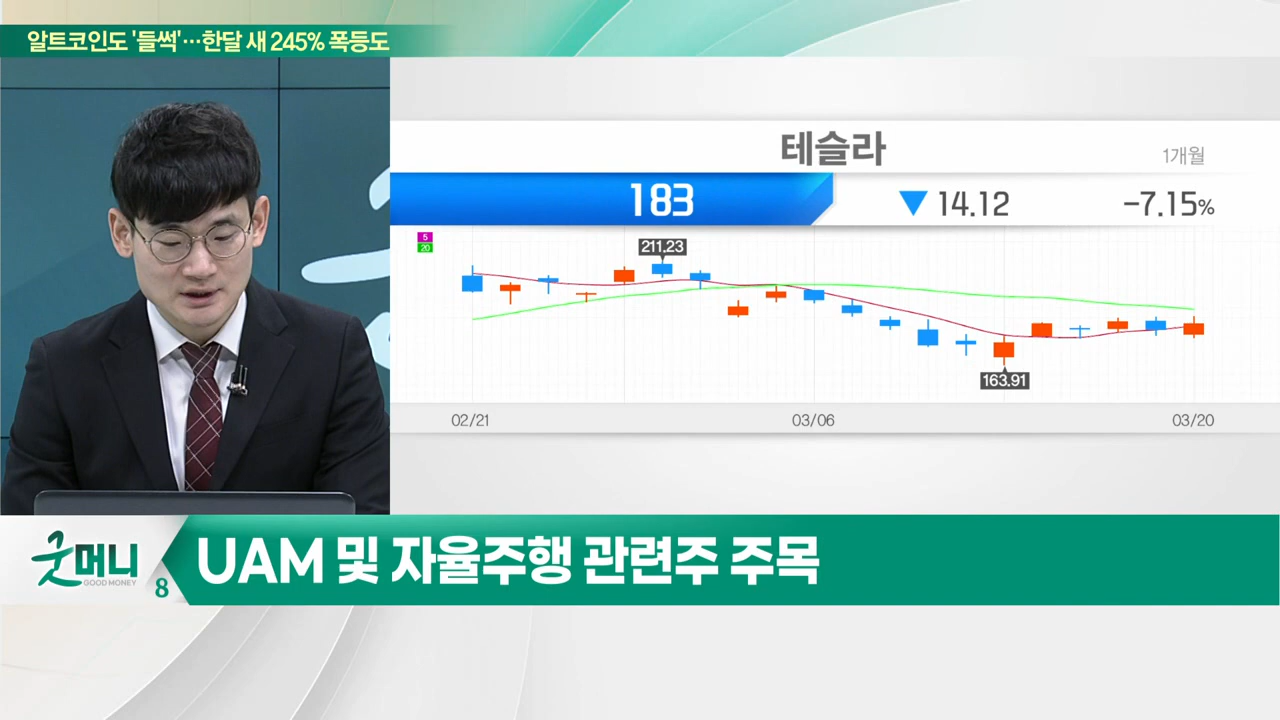 알트코인도 '들썩'…한달 새 245% 폭등도
테슬라
1개월
183 ▼ 14.12 -7.15%
5
20
211.23
163.91
02/21 03/06 03/20
굿머니
GOOD MONEY
8
UAM 및 자율주행 관련주 주목